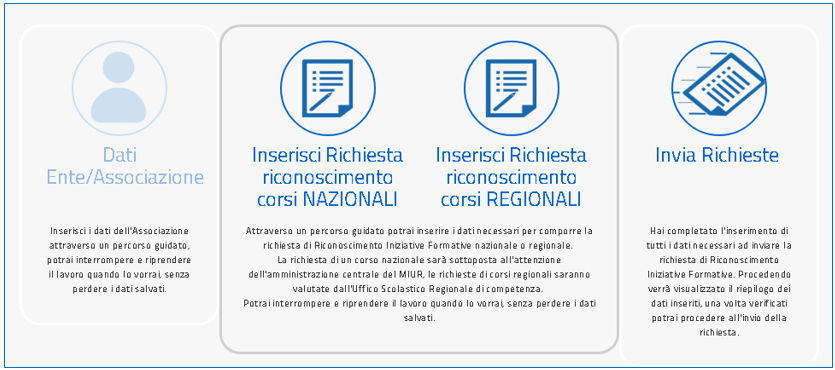 Dati
Ente/Associazione
Inserisci i dati dell'Associazione
attraverso un percorso guidato,
potrai interrompere e riprendere
il lavoro quando lo vorrai, senza
perdere i dati salvati.
Inserisci Richiesta
riconoscimento
corsi NAZIONALI
Inserisci Richiesta
riconoscimento
corsi REGIONALI
Attraverso un percorso guidato potrai inserire i dati necessari per comporre la
richiesta di Riconoscimento Iniziative Formative nazionale o regionale.
La richiesta di un corso nazionale sarà sottoposta all'attenzione
dell'amministrazione centrale del MIUR, le richieste di corsi regionali saranno
valutate dall'Uffico Scolastico Regionale di competenza.
Potrai interrompere e riprendere il lavoro quando lo vorrai, senza perdere i dati
salvati.
Invia Richieste
Hai completato l'inserimento di
tutti i dati necessari ad inviare la
richiesta di Riconoscimento
Iniziative Formative. Procedendo
verrà visualizzato il riepilogo dei
dati inseriti, una volta verificati
potrai procedere all'invio della
richiesta.